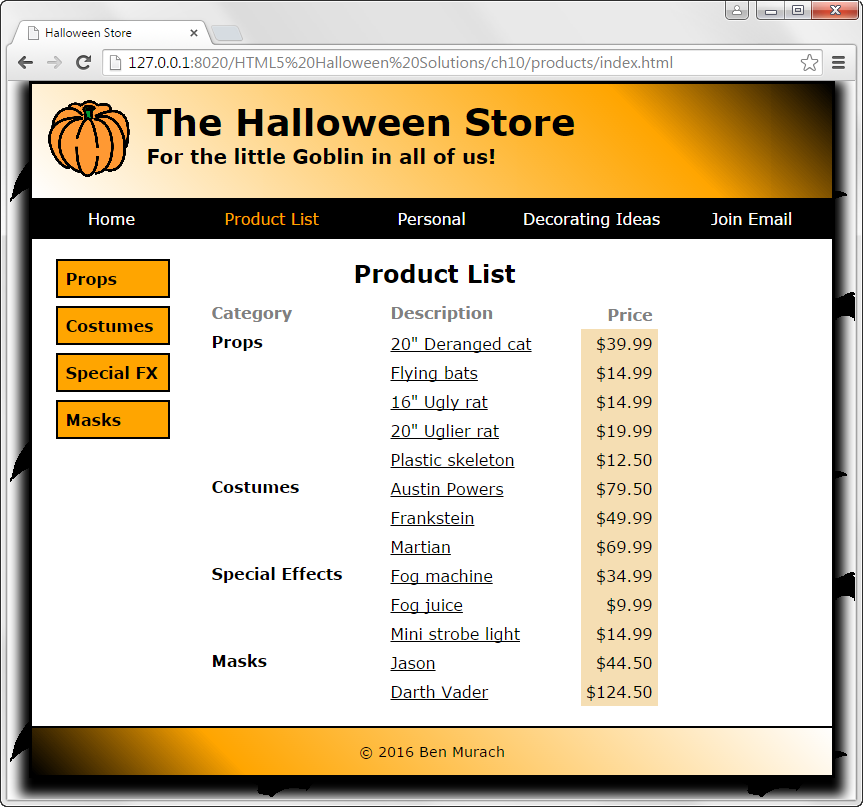 Halloween Store
127.0.0.1:8020/HTML5%20Halloween%20Solutions/ch10/products/index.html
The Halloween Store
For the little Goblin in all of us!
Home Product List Personal Decorating Ideas Join Email
Props
Costumes
Special FX
Masks
Product List
Category Description Price
Props 20" Deranged cat $39.99
Flying bats $14.99
16" Ugly rat $14.99
20" Uglier rat $19.99
Plastic skeleton $12.50
Costumes Austin Powers $79.50
Frankstein $49.99
Martian $69.99
Special Effects Fog machine $34.99
Fog juice $9.99
Mini strobe light $14.99
Masks Jason $44.50
Darth Vader $124.50
© 2016 Ben Murach